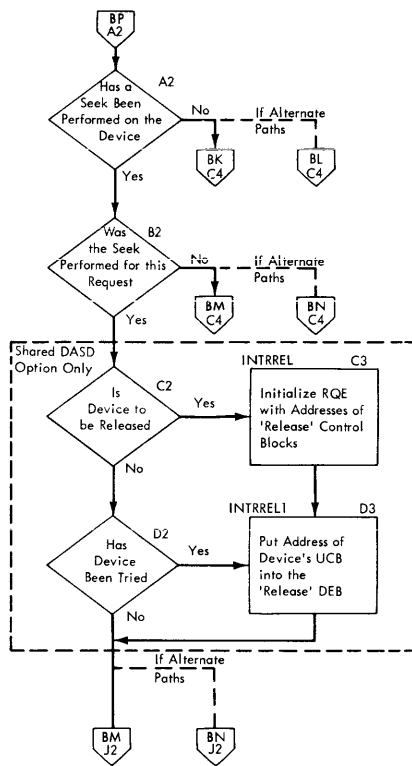 BP
A2
A2
Has a
Seek Been
Performed on the
Device
No
If Alternate
Paths
BK
C4
BL
C4
Yes
B2
Was
the Seek
Performed for this
Request
No
If Alternate
Paths
BM
C4
BN
C4
Yes
Shared DASD
Option Only
C2
Is
Device to
be Released
Yes
No
INTRREL
C3
Initialize RQE
with Addresses of
'Release' Control
Blocks
D2
Has
Device
Been Tried
Yes
No
INTRREL1
D3
Put Address of
Device's UCB
into the
'Release' DEB
If Alternate
Paths
BM
J2
BN
J2